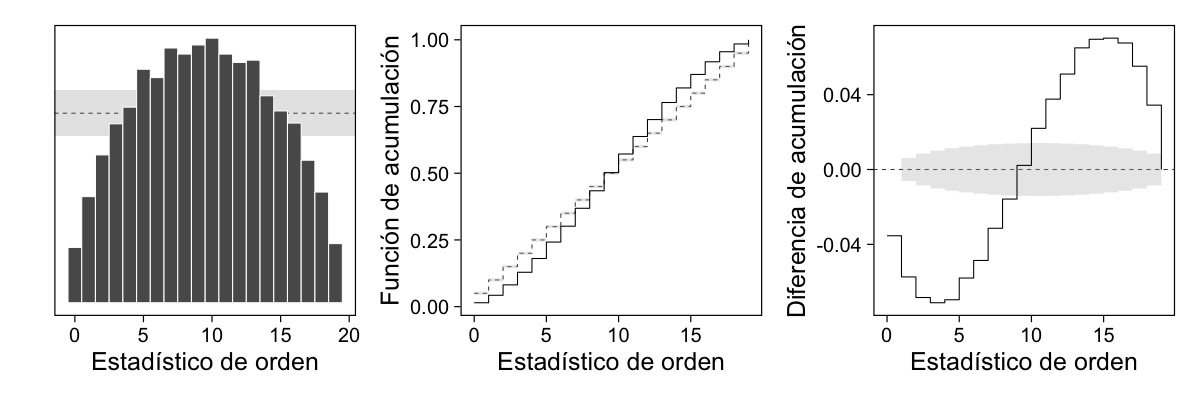 0 5 10 15 20
Estadístico de orden
Función de acumulación
1.00
0.75
0.50
0.25
0.00
0 5 10 15
Estadístico de orden
Diferencia de acumulación
0.04
0.00
-0.04
0 5 10 15
Estadístico de orden